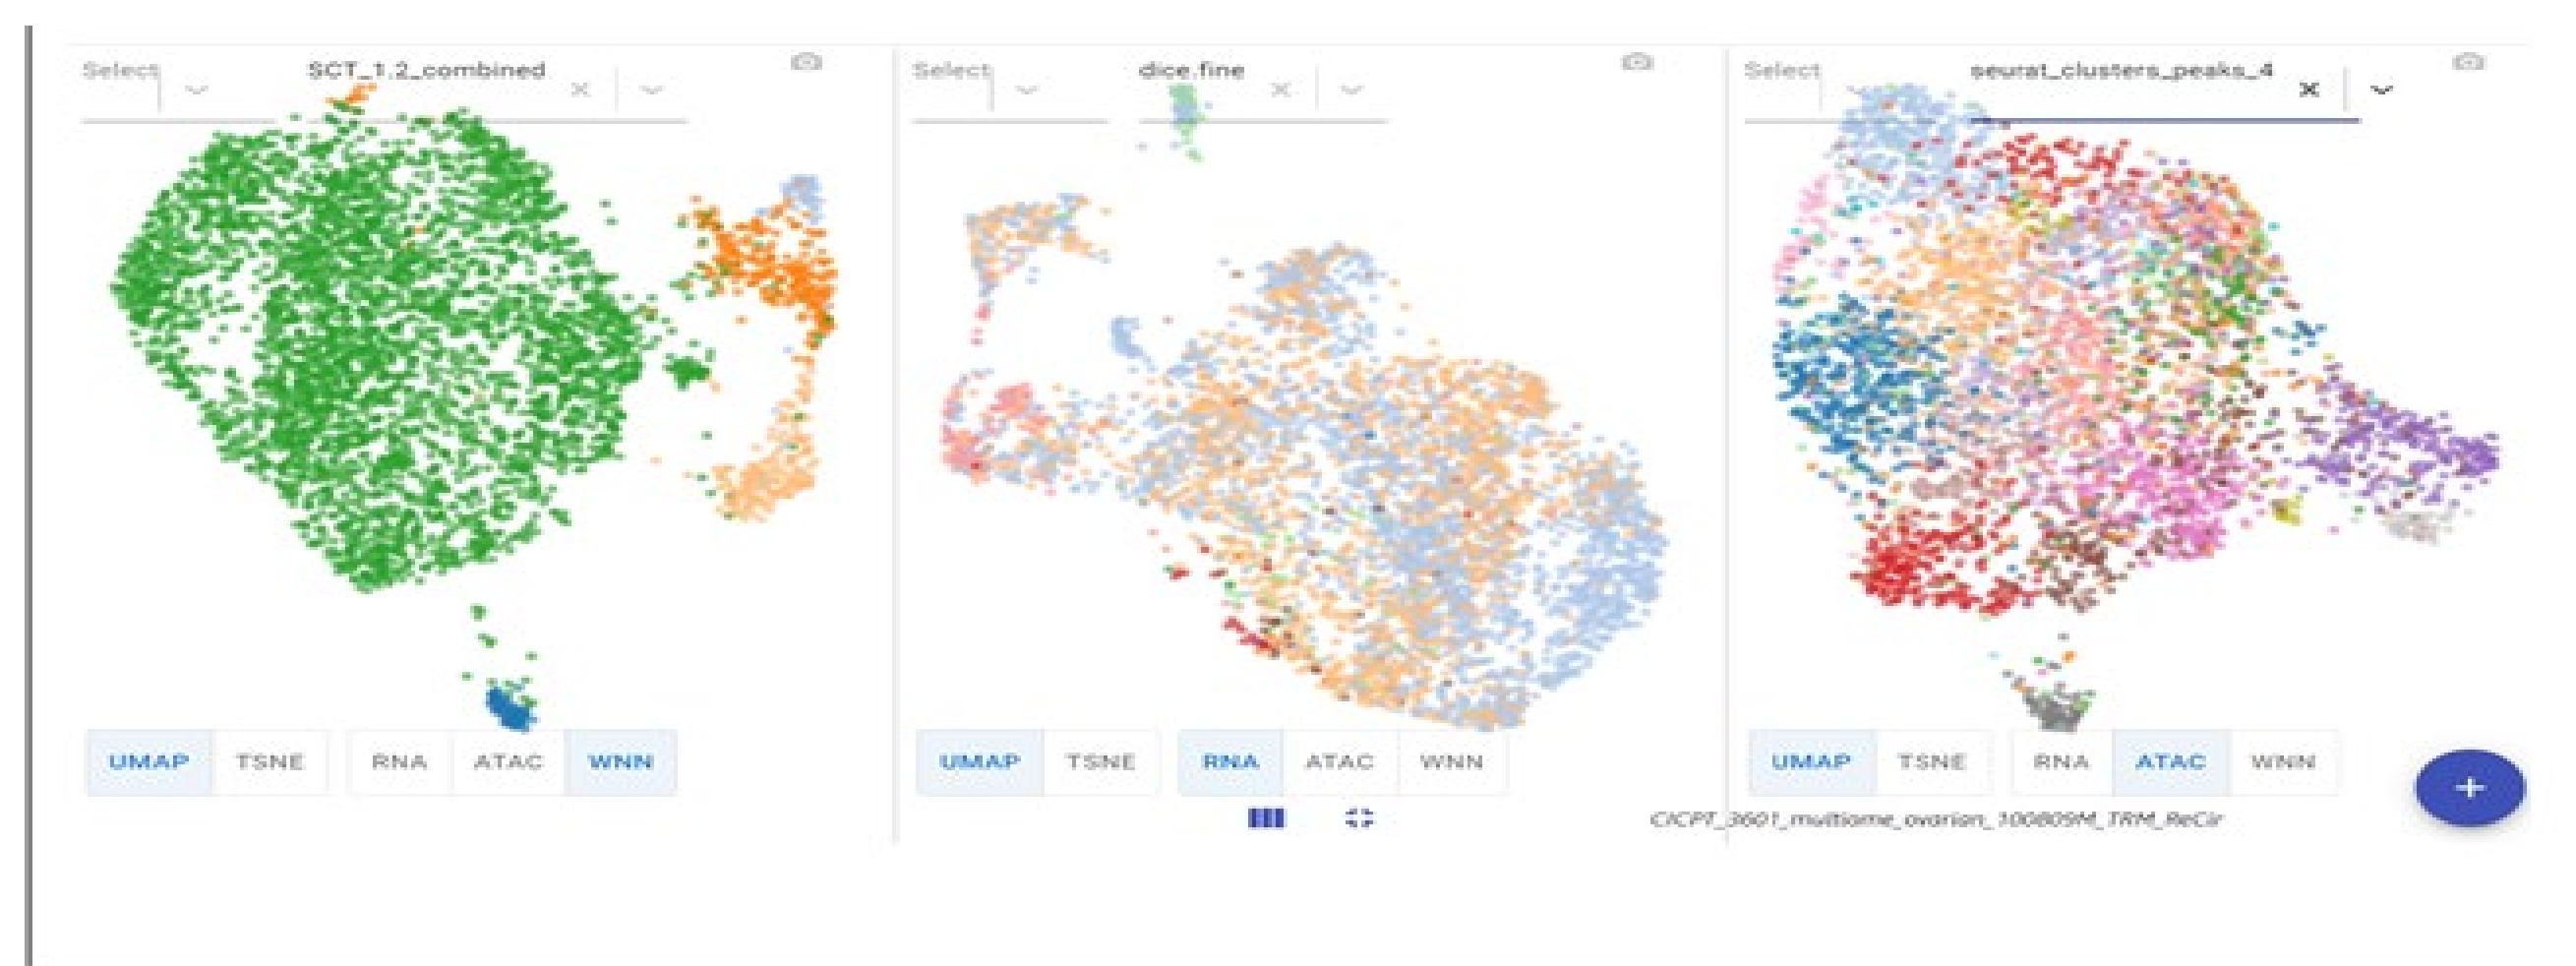 Select SCT_1.2_combined
Select dice.fine
Select seurat_clusters_peaks_4
UMAP TSNE RNA ATAC WNN
UMAP TSNE RNA ATAC WNN
UMAP TSNE RNA ATAC WNN
CICPT_3601_multiome_ovarian_100809M_TRM_ReCir